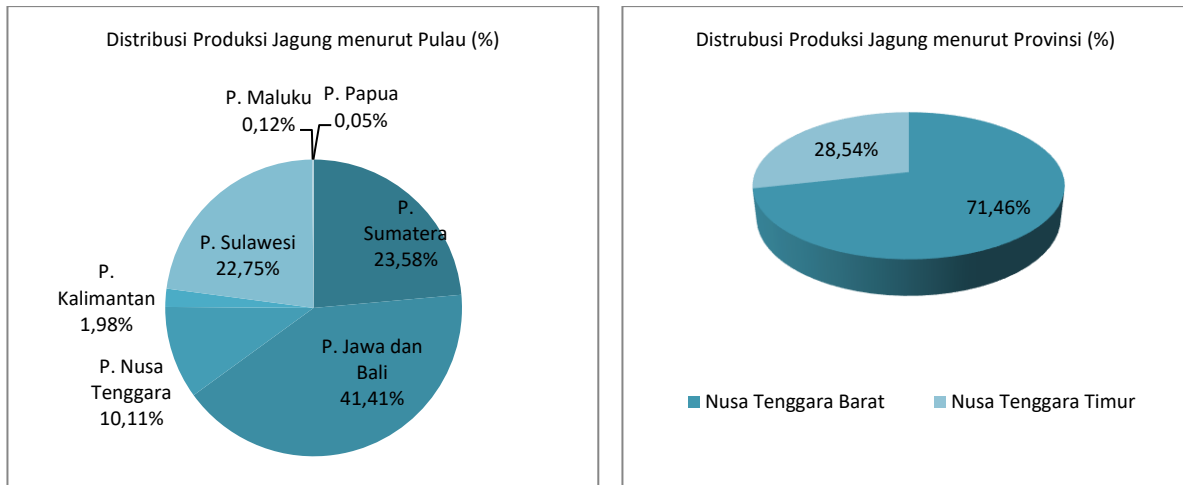 Distribusi Produksi Jagung menurut Pulau (%)
P. Maluku
0,12%
P. Papua
0,05%
P.
Sumatera
23,58%
P. Sulawesi
22,75%
P.
Kalimantan
1,98%
P. Jawa dan
Bali
41,41%
P. Nusa
Tenggara
10,11%
Distrubusi Produksi Jagung menurut Provinsi (%)
28,54%
71,46%
Nusa Tenggara Barat
Nusa Tenggara Timur